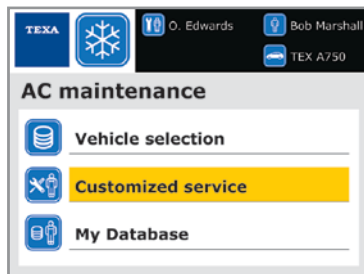 TEXA
O. Edwards
Bob Marshall
TEX A750
AC maintenance
Vehicle selection
Customized service
My Database